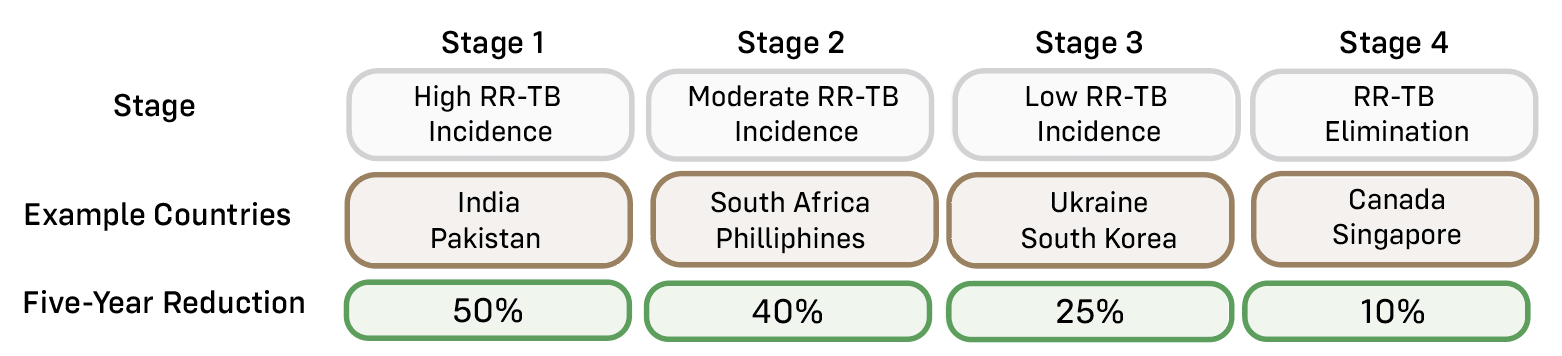 Stage 1
Stage 2
Stage 3
Stage 4
Stage
High RR-TB
Incidence
Moderate RR-TB
Incidence
Low RR-TB
Incidence
RR-TB
Elimination
Example Countries
India
Pakistan
South Africa
Philliphines
Ukraine
South Korea
Canada
Singapore
Five-Year Reduction
50%
40%
25%
10%